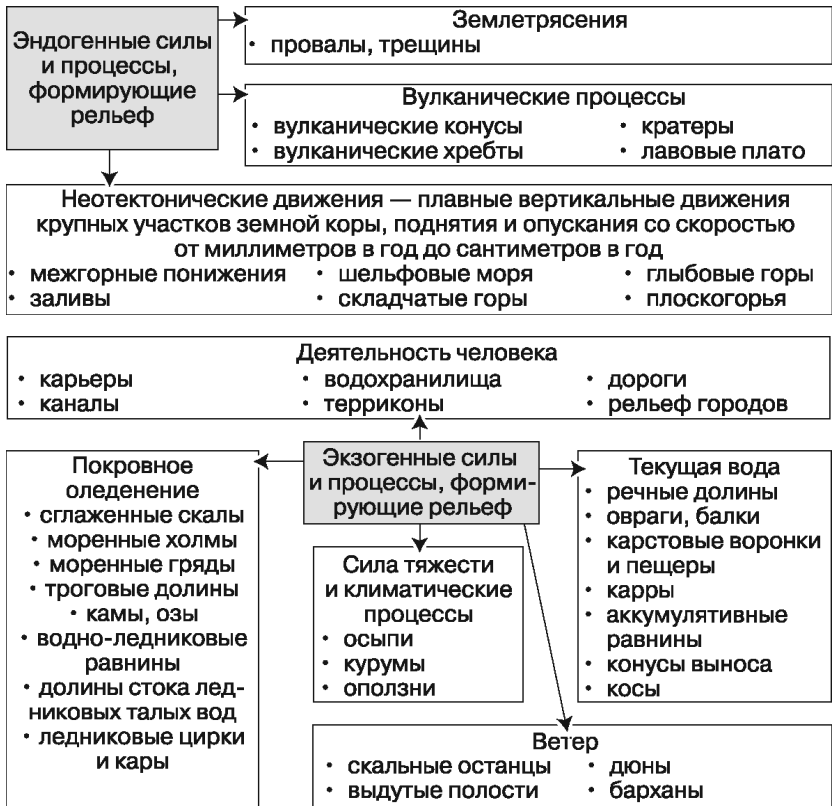 Эндогенные силы
и процессы,
формирующие
рельеф
Землетрясения
• провалы, трещины
Вулканические процессы
• вулканические конусы • кратеры
• вулканические хребты • лавовые плато
Неотектонические движения — плавные вертикальные движения
крупных участков земной коры, поднятия и опускания со скоростью
от миллиметров в год до сантиметров в год
• межгорные понижения • шельфовые моря • глыбовые горы
• заливы • складчатые горы • плоскогорья
Деятельность человека
• карьеры • водохранилища • дороги
• каналы • терриконы • рельеф городов
Экзогенные силы
и процессы, форми-
рующие рельеф
Покровное
оледенение
• сглаженные скалы
• моренные холмы
• моренные гряды
• троговые долины
• камы, озы
• водно-ледниковые
равнины
• долины стока лед-
никовых талых вод
• ледниковые цирки
и кары
Сила тяжести
и климатические
процессы
• осыпи
• курумы
• оползни
Текущая вода
• речные долины
• овраги, балки
• карстовые воронки
и пещеры
• карры
• аккумулятивные
равнины
• конусы выноса
• косы
Ветер
• скальные останцы • дюны
• выдутые полости • барханы